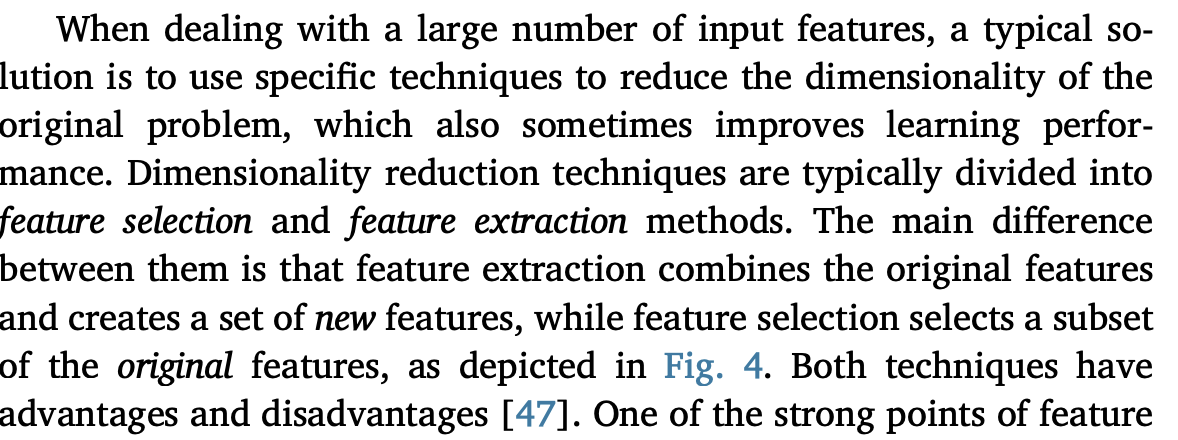 When dealing with a large number of input features, a typical so-
lution is to use specific techniques to reduce the dimensionality of the
original problem, which also sometimes improves learning perfor-
mance. Dimensionality reduction techniques are typically divided into
feature selection and feature extraction methods. The main difference
between them is that feature extraction combines the original features
and creates a set of new features, while feature selection selects a subset
of the original features, as depicted in Fig. 4. Both techniques have
advantages and disadvantages [47]. One of the strong points of feature